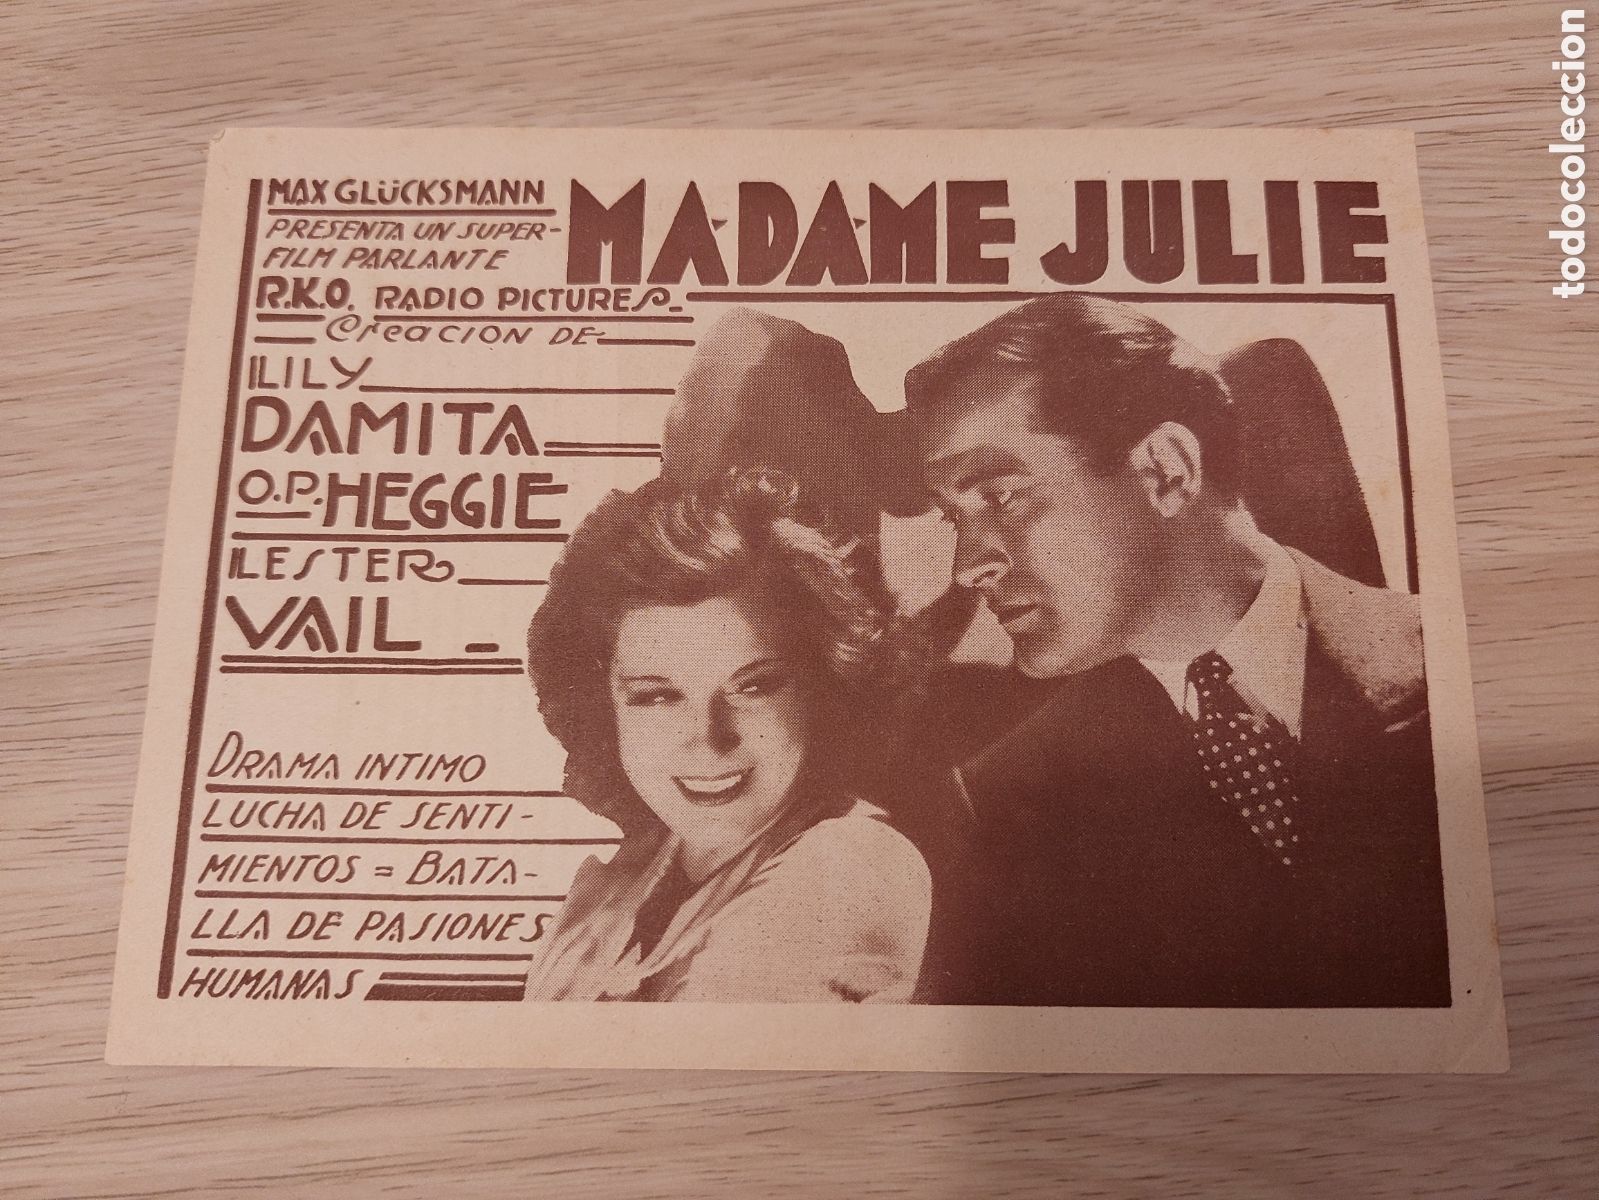 MAX GLÜCKSMANN
PRESENTA UN SUPER-
FILM PARLANTE
R.K.O. RADIO PICTURES
MADAME JULIE
Creacion DE
LILY
DAMITA
O.P. HEGGIE
LESTER
VAIL
DRAMA INTIMO
LUCHA DE SENTI-
MIENTOS = BATA-
LLA DE PASIONES
HUMANAS
todocoleccion